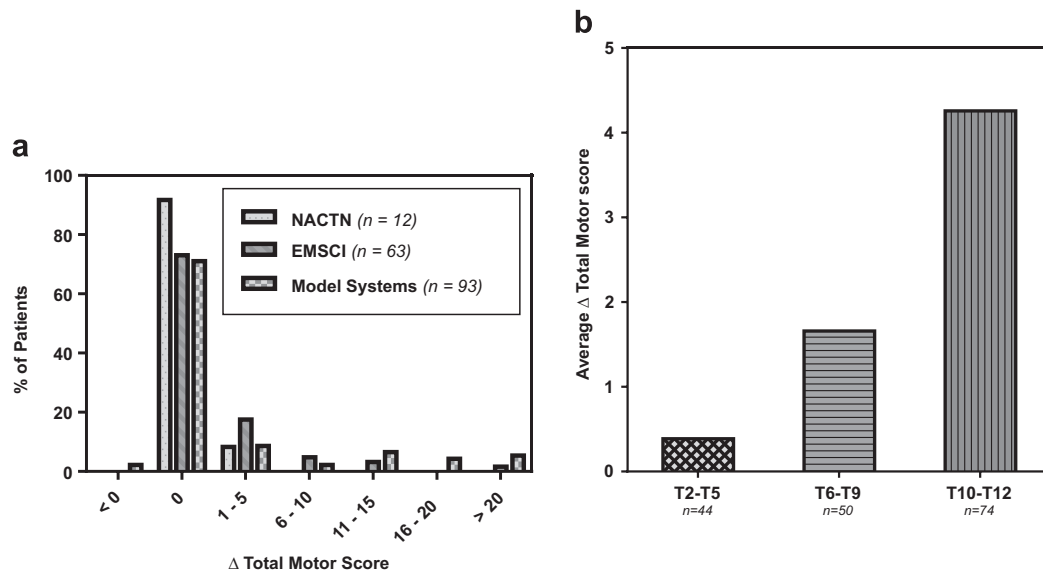 a
100
80
60
40
20
0
% of Patients
NACTN (n = 12)
EMSCI (n = 63)
Model Systems (n = 93)
< 0
0
1 - 5
6 - 10
11 - 15
16 - 20
> 20
Δ Total Motor Score
b
5
4
3
2
1
0
Average Δ Total Motor score
T2-T5 T6-T9 T10-T12
n=44 n=50 n=74